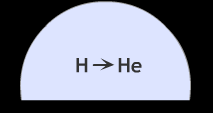 H → He